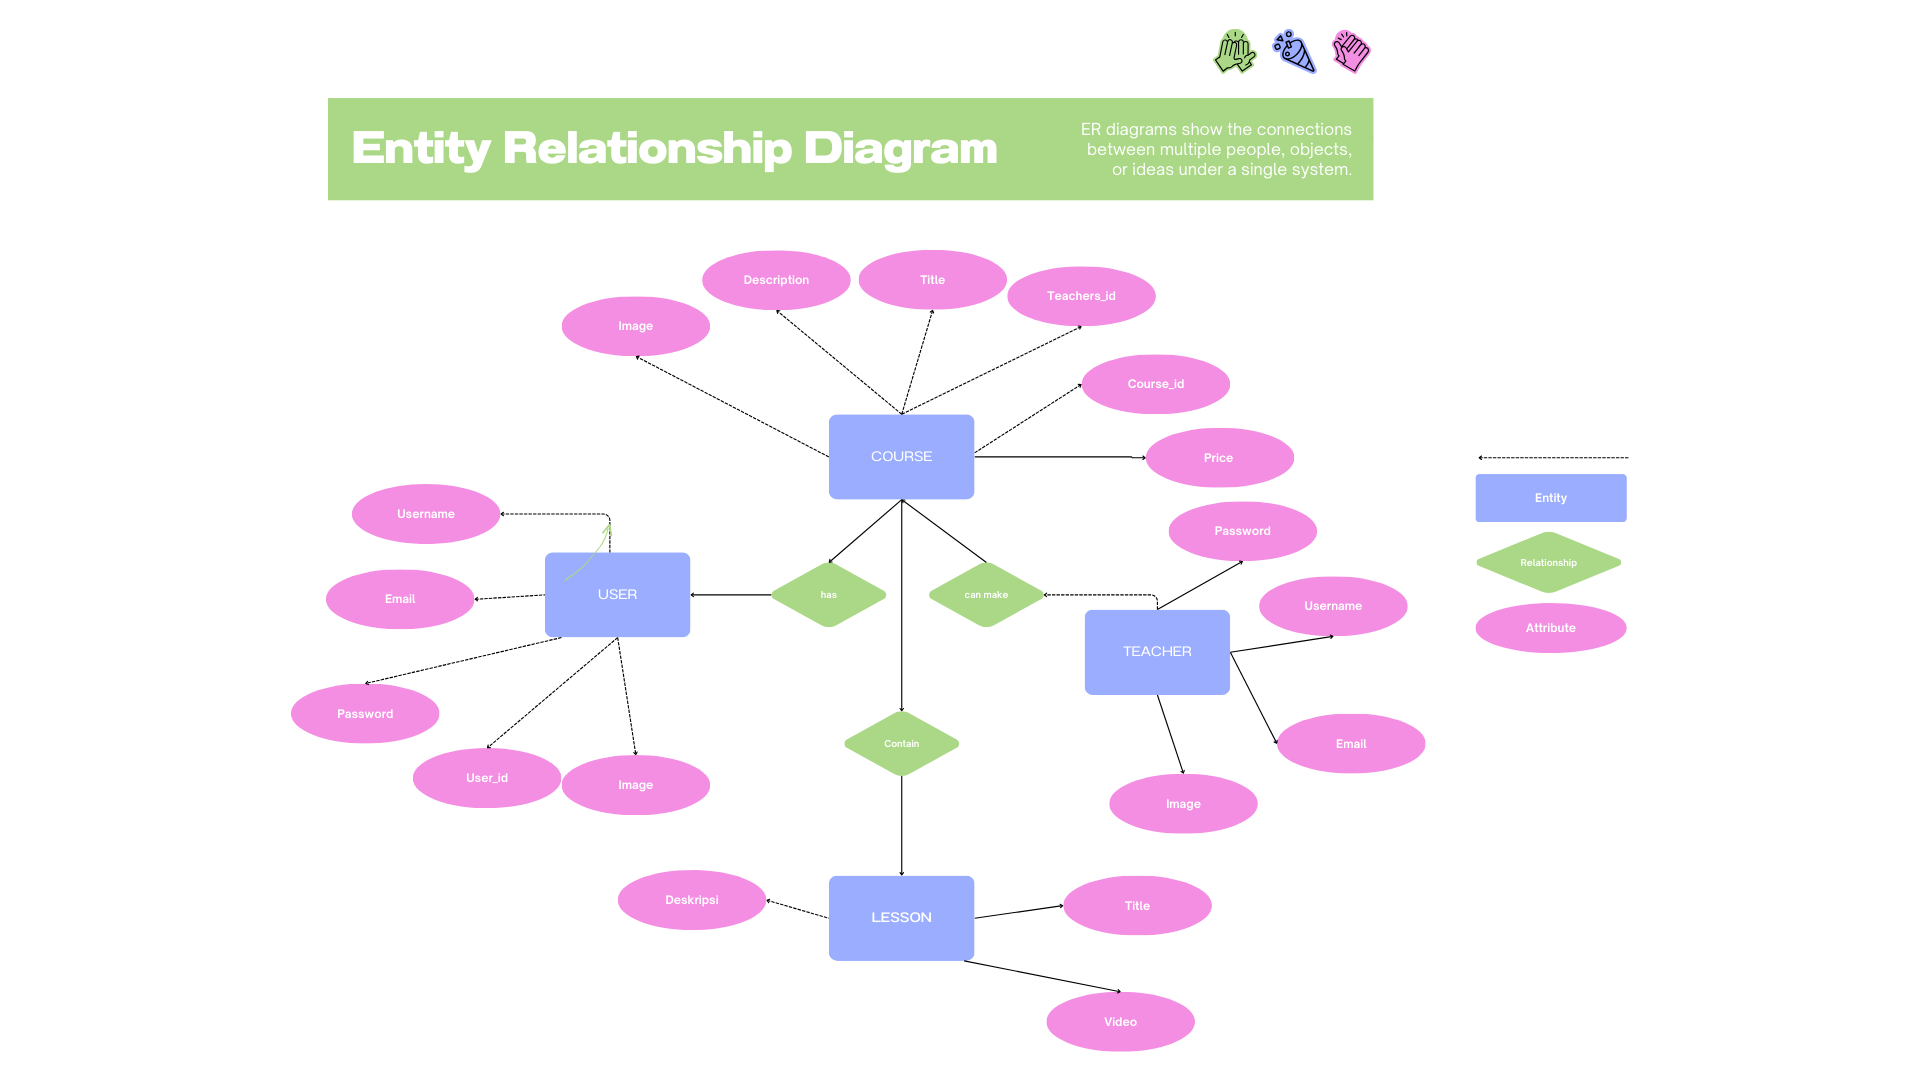 Entity Relationship Diagram
ER diagrams show the connections
between multiple people, objects,
or ideas under a single system.
Description
Title
Teachers_id
Image
Course_id
COURSE
Price
Username
Password
Entity
Relationship
Email
USER
has
can make
Username
Attribute
TEACHER
Password
Contain
Email
User_id
Image
Image
Deskripsi
LESSON
Title
Video